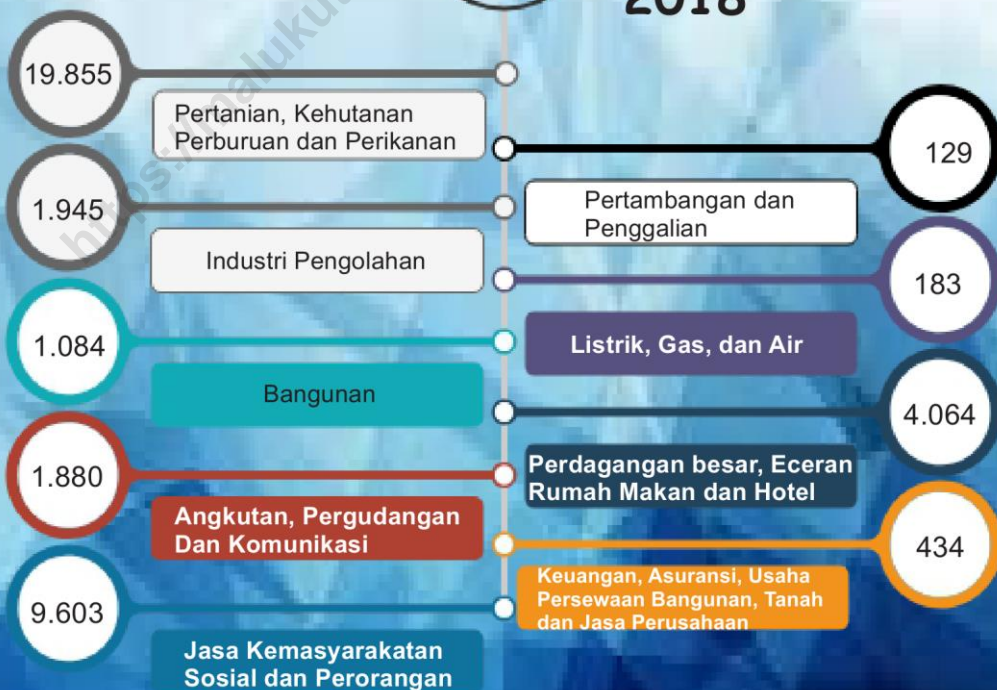 2018
19.855
Pertanian, Kehutanan
Perburuan dan Perikanan
129
Pertambangan dan
Penggalian
1.945
Industri Pengolahan
183
Listrik, Gas, dan Air
1.084
Bangunan
4.064
Perdagangan besar, Eceran
Rumah Makan dan Hotel
1.880
Angkutan, Pergudangan
Dan Komunikasi
434
Keuangan, Asuransi, Usaha
Persewaan Bangunan, Tanah
dan Jasa Perusahaan
9.603
Jasa Kemasyarakatan
Sosial dan Perorangan